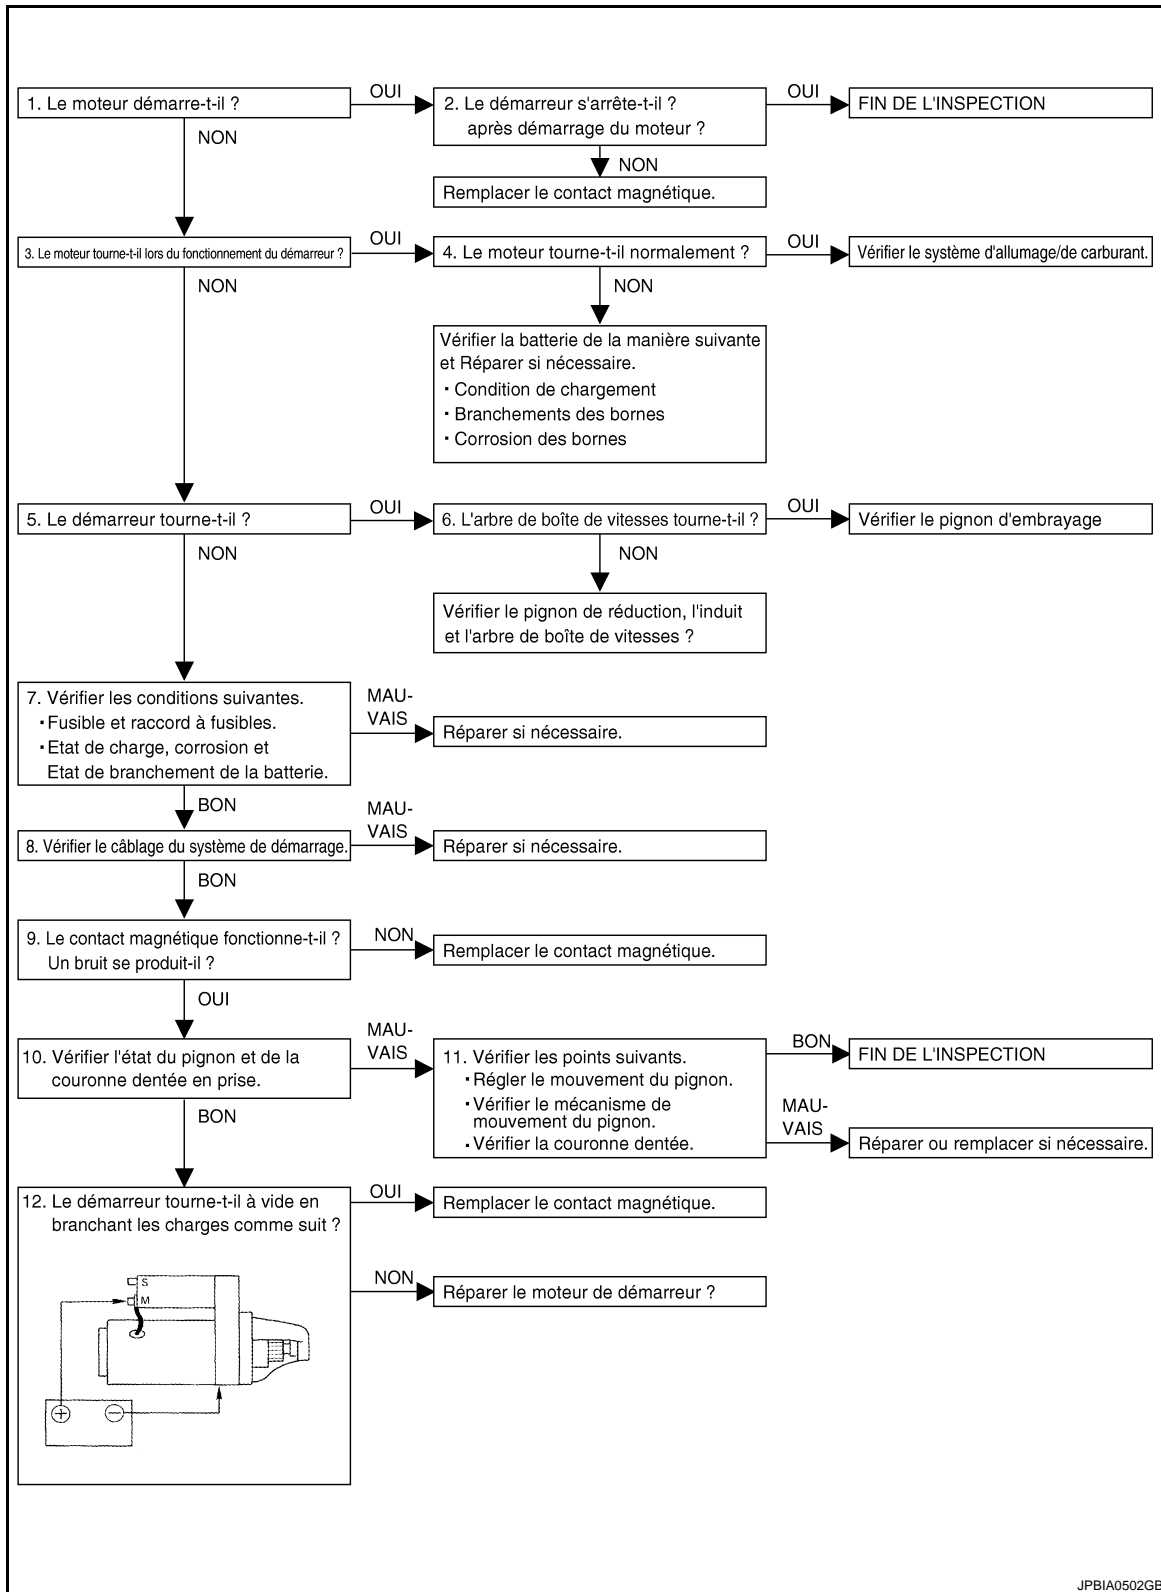 1. Le moteur démarre-t-il ?
OUI
2. Le démarreur s'arrête-t-il ?
après démarrage du moteur ?
OUI
FIN DE L'INSPECTION
NON
NON
Remplacer le contact magnétique.
3. Le moteur tourne-t-il lors du fonctionnement du démarreur ?
OUI
4. Le moteur tourne-t-il normalement ?
OUI
Vérifier le système d'allumage/de carburant.
NON
NON
Vérifier la batterie de la manière suivante
et Réparer si nécessaire.
· Condition de chargement
· Branchements des bornes
· Corrosion des bornes
5. Le démarreur tourne-t-il ?
OUI
6. L'arbre de boîte de vitesses tourne-t-il ?
OUI
Vérifier le pignon d'embrayage
NON
NON
Vérifier le pignon de réduction, l'induit
et l'arbre de boîte de vitesses ?
7. Vérifier les conditions suivantes.
· Fusible et raccord à fusibles.
· Etat de charge, corrosion et
Etat de branchement de la batterie.
MAU-
VAIS
Réparer si nécessaire.
BON
8. Vérifier le câblage du système de démarrage.
MAU-
VAIS
Réparer si nécessaire.
BON
9. Le contact magnétique fonctionne-t-il ?
Un bruit se produit-il ?
NON
Remplacer le contact magnétique.
OUI
10. Vérifier l'état du pignon et de la
couronne dentée en prise.
MAU-
VAIS
11. Vérifier les points suivants.
· Régler le mouvement du pignon.
· Vérifier le mécanisme de
mouvement du pignon.
· Vérifier la couronne dentée.
BON
FIN DE L'INSPECTION
MAU-
VAIS
Réparer ou remplacer si nécessaire.
BON
12. Le démarreur tourne-t-il à vide en
branchant les charges comme suit ?
OUI
Remplacer le contact magnétique.
NON
Réparer le moteur de démarreur ?
S
M
+ −
JPBIA0502GB